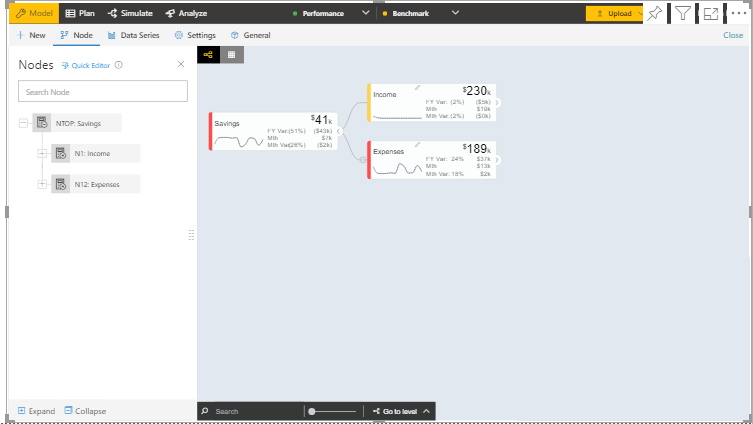 Model Plan Simulate Analyze Performance Benchmark Upload
New Node Data Series Settings General Close
Nodes Quick Editor
Search Node
NTOP: Savings
N1: Income
N12: Expenses
Savings $41k
FY Var:(51%) ($43k)
Mth $7k
Mth Var(26%) ($2k)
Income $230k
FY Var: (2%) ($5k)
Mth $19k
Mth Var:(2%) ($0k)
Expenses $189k
FY Var: 24% $37k
Mth $13k
Mth Var: 18% $2k
Expand Collapse
Search Go to level